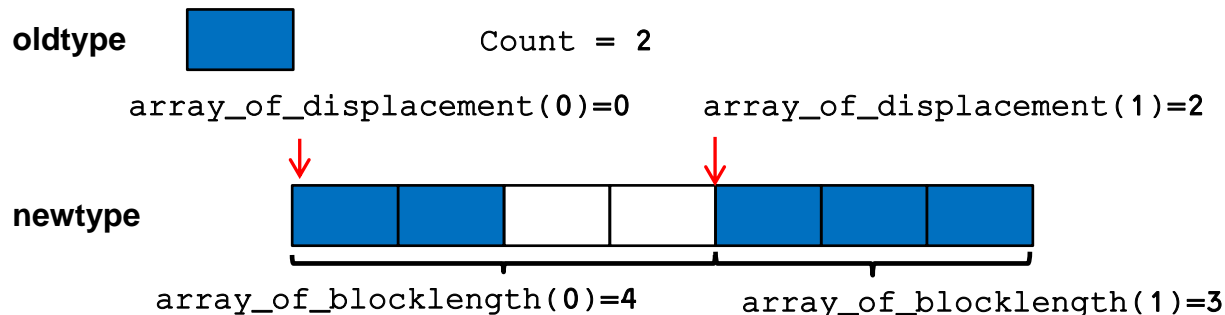 oldtype Count = 2
array_of_displacement(0)=0 array_of_displacement(1)=2
newtype
array_of_blocklength(0)=4 array_of_blocklength(1)=3